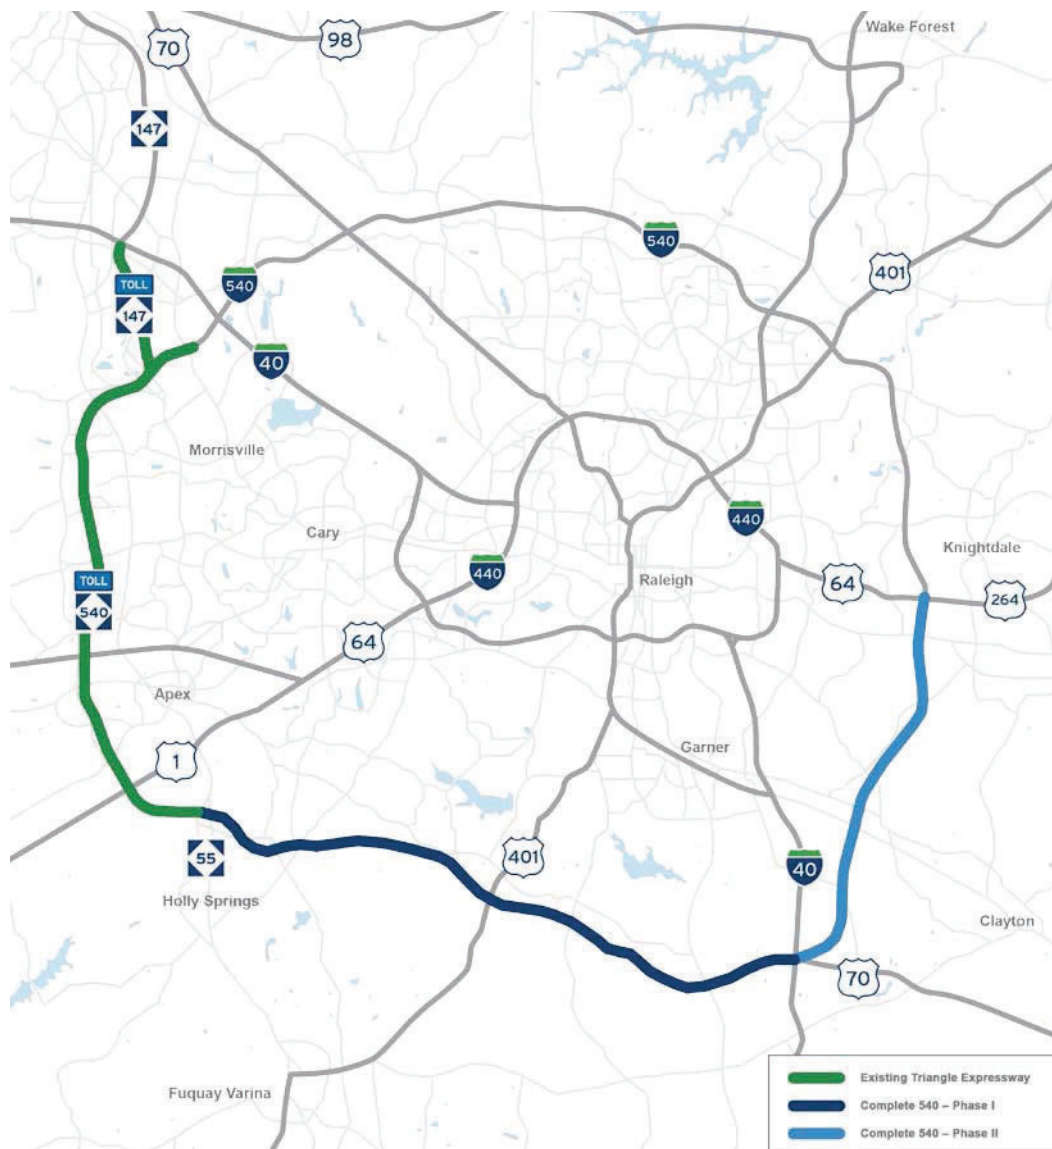 Wake Forest
70
98
147
540
401
540
TOLL
147
40
Morrisville
440
Cary
Knightdale
440
Raleigh
64
264
TOLL
540
64
Apex
Garner
1
55
401
40
Holly Springs
Clayton
70
Fuquay Varina
Existing Triangle Expressway
Complete 540 – Phase I
Complete 540 – Phase II